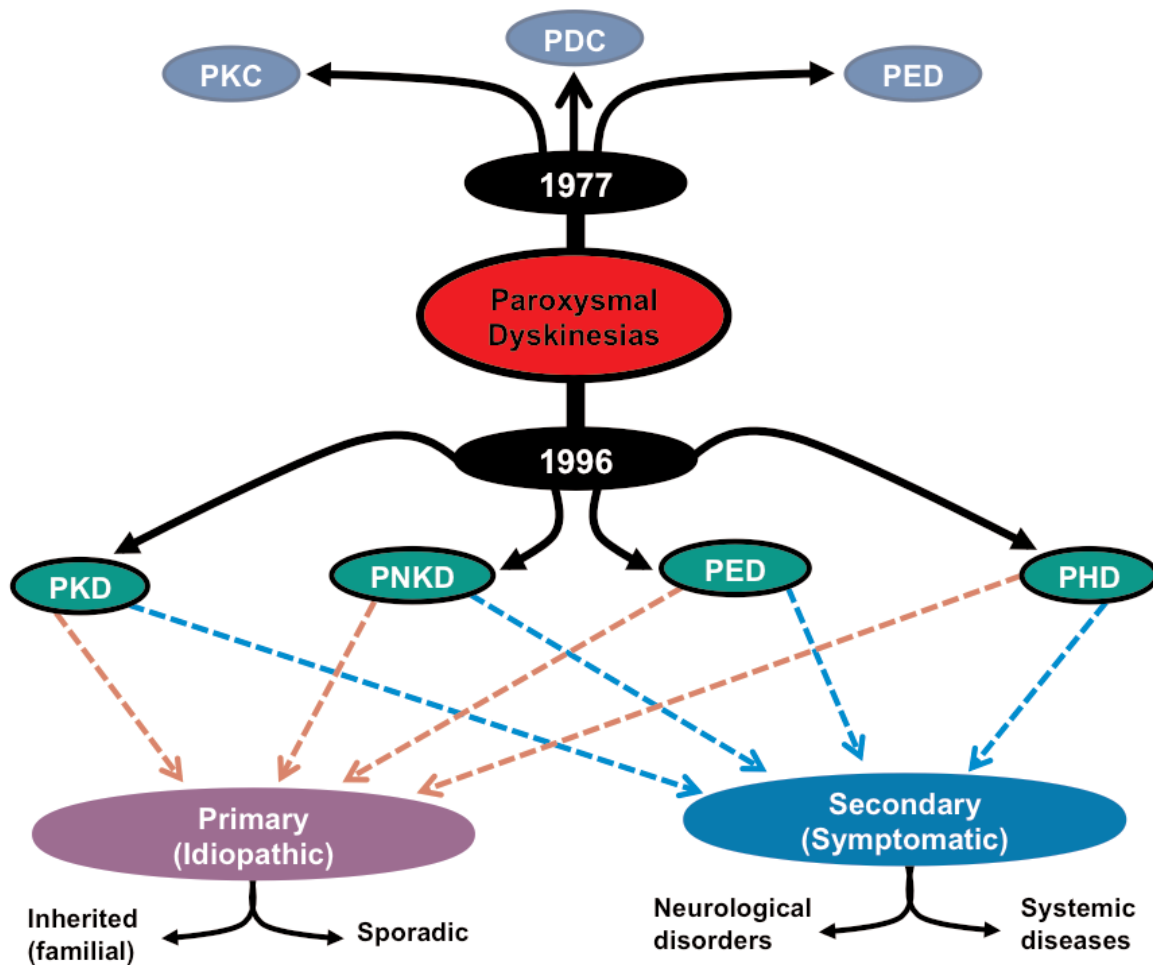 PDC
PKC
PED
1977
Paroxysmal
Dyskinesias
1996
PKD
PNKD
PED
PHD
Primary
(Idiopathic)
Secondary
(Symptomatic)
Inherited
(familial)
Sporadic
Neurological
disorders
Systemic
diseases